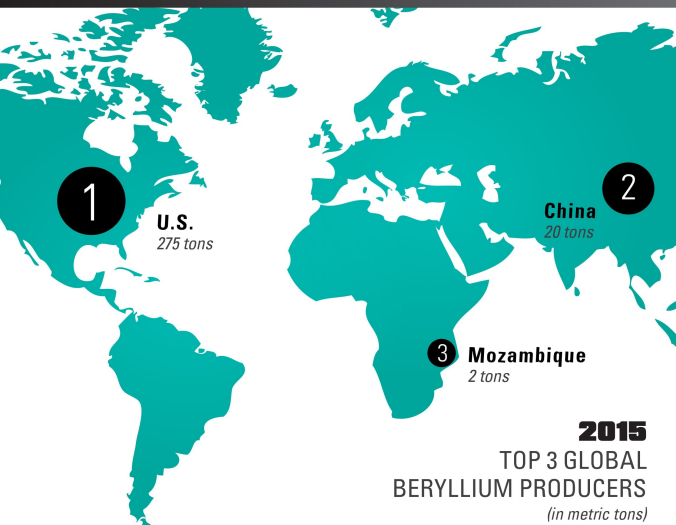 1
U.S.
275 tons
2
China
20 tons
3
Mozambique
2 tons
2015
TOP 3 GLOBAL
BERYLLIUM PRODUCERS
(in metric tons)